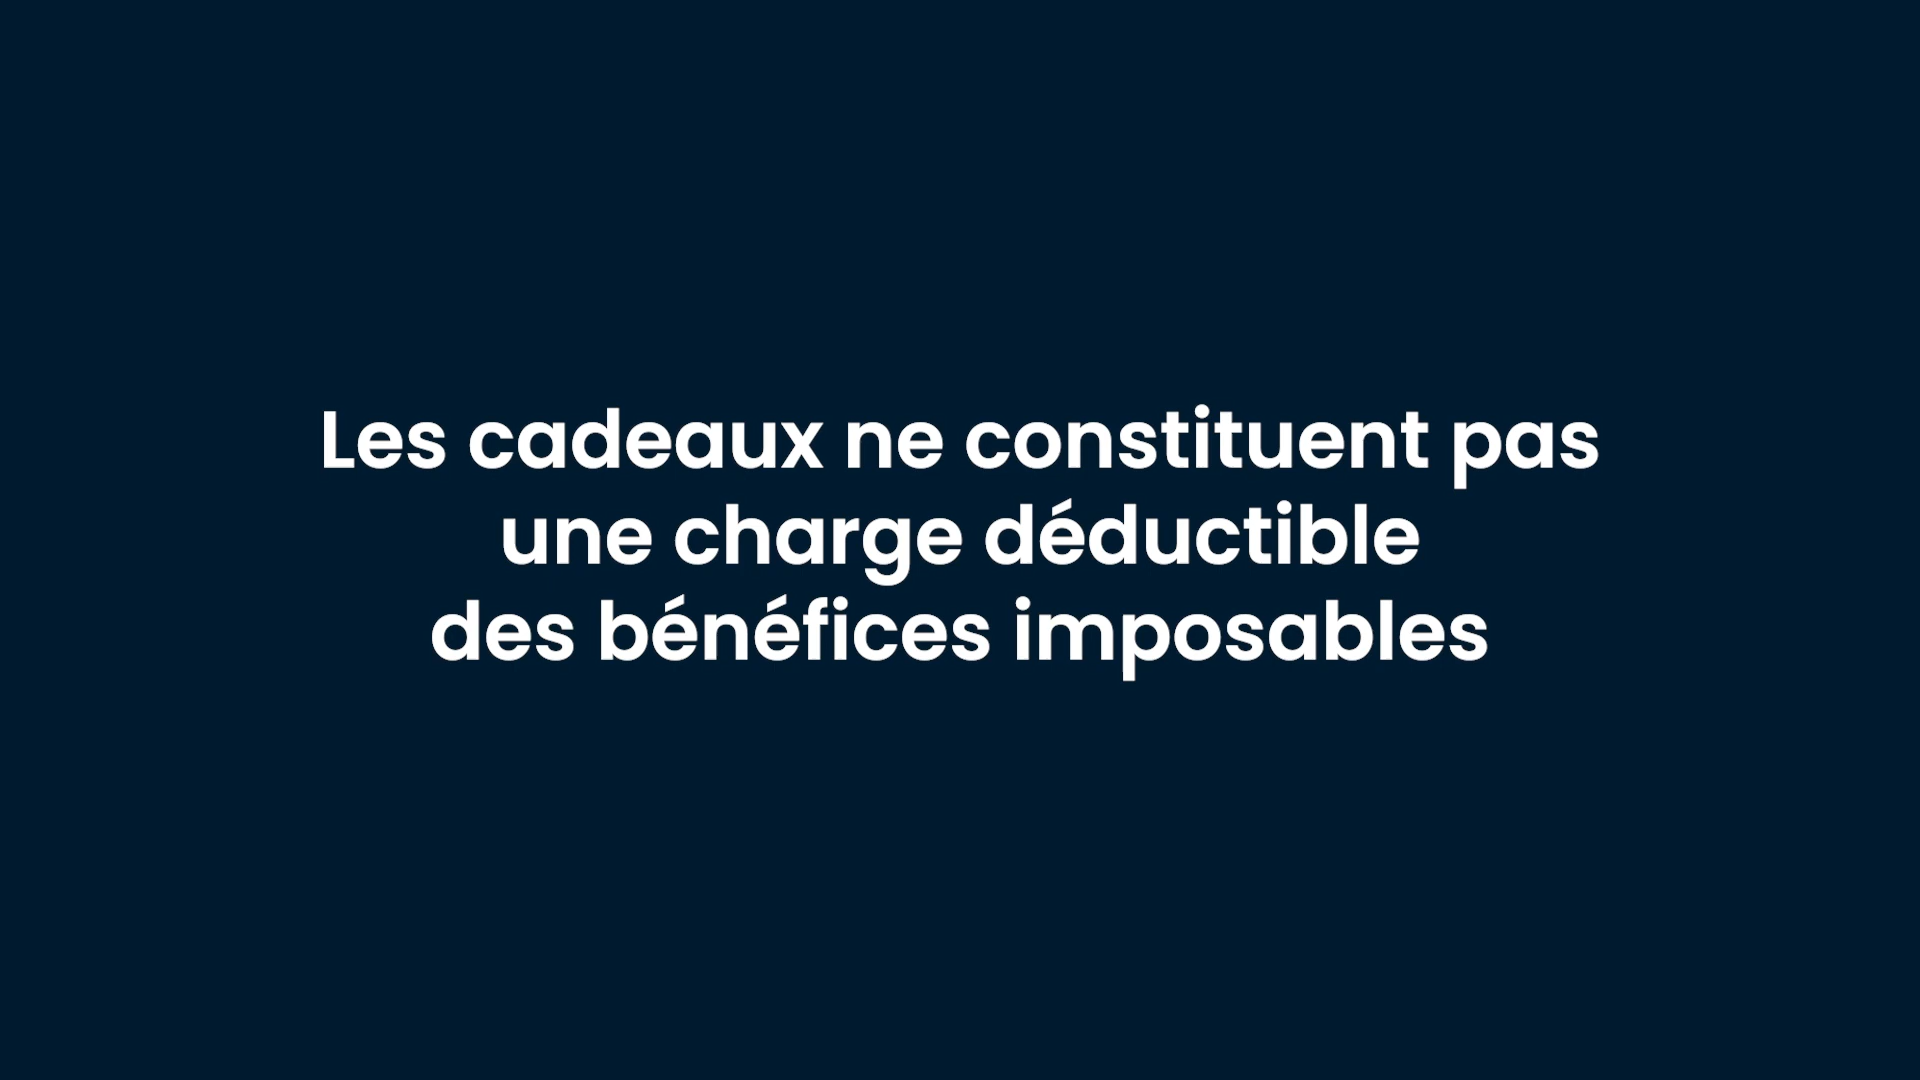 Les cadeaux ne constituent pas
une charge déductible
des bénéfices imposables